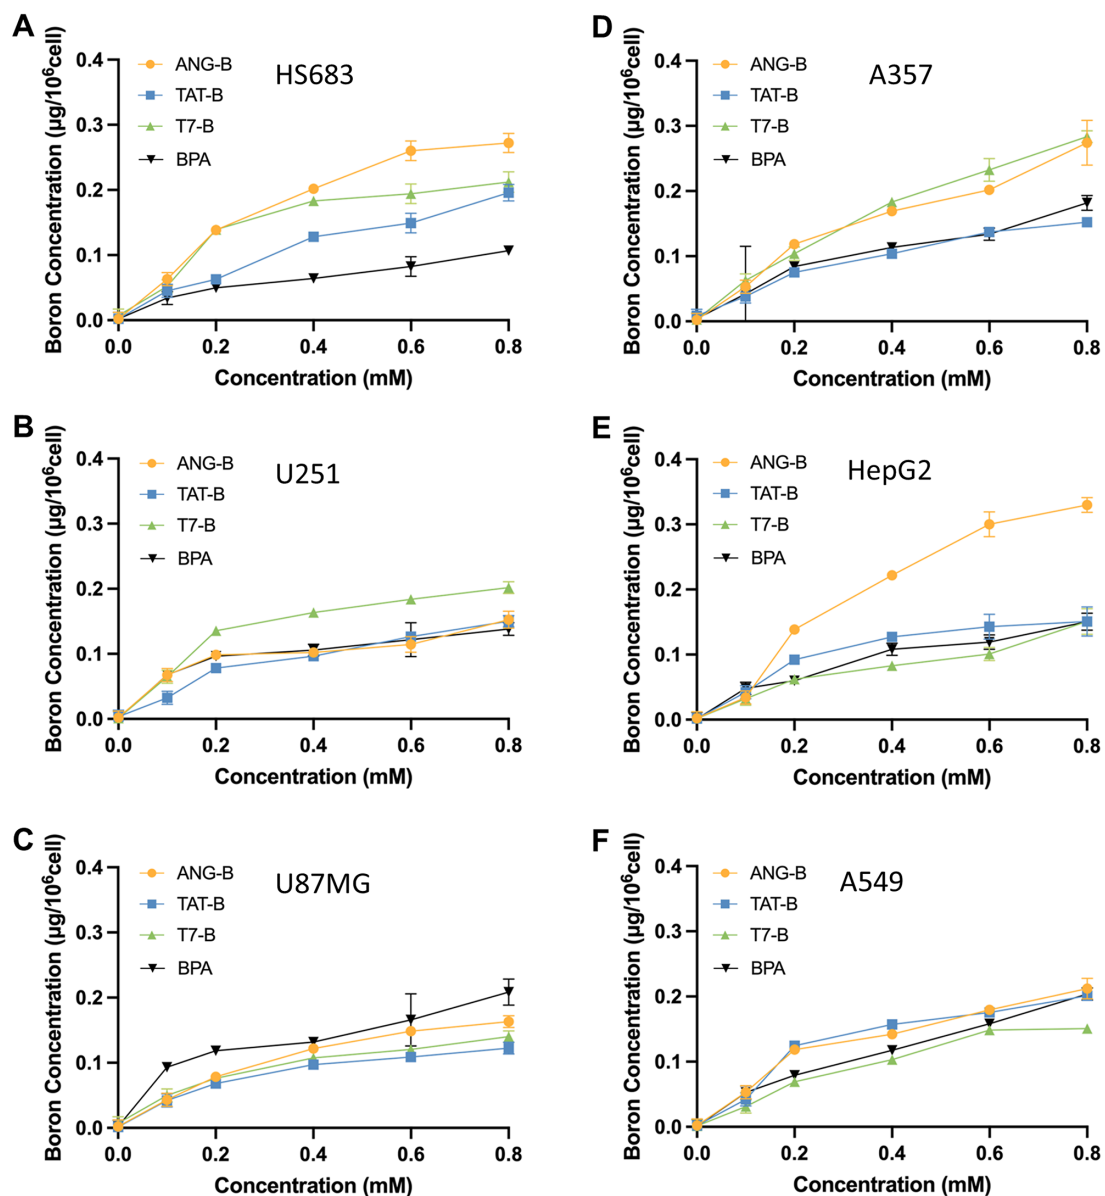 A
HS683
ANG-B
TAT-B
T7-B
BPA
Boron Concentration (µg/10⁶cell)
0.4
0.3
0.2
0.1
0.0
0.0 0.2 0.4 0.6 0.8
Concentration (mM)
D
A357
ANG-B
TAT-B
T7-B
BPA
Boron Concentration (µg/10⁶cell)
0.4
0.3
0.2
0.1
0.0
0.0 0.2 0.4 0.6 0.8
Concentration (mM)
B
U251
ANG-B
TAT-B
T7-B
BPA
Boron Concentration (µg/10⁶cell)
0.4
0.3
0.2
0.1
0.0
0.0 0.2 0.4 0.6 0.8
Concentration (mM)
E
HepG2
ANG-B
TAT-B
T7-B
BPA
Boron Concentration (µg/10⁶cell)
0.4
0.3
0.2
0.1
0.0
0.0 0.2 0.4 0.6 0.8
Concentration (mM)
C
U87MG
ANG-B
TAT-B
T7-B
BPA
Boron Concentration (µg/10⁶cell)
0.4
0.3
0.2
0.1
0.0
0.0 0.2 0.4 0.6 0.8
Concentration (mM)
F
A549
ANG-B
TAT-B
T7-B
BPA
Boron Concentration (µg/10⁶cell)
0.4
0.3
0.2
0.1
0.0
0.0 0.2 0.4 0.6 0.8
Concentration (mM)